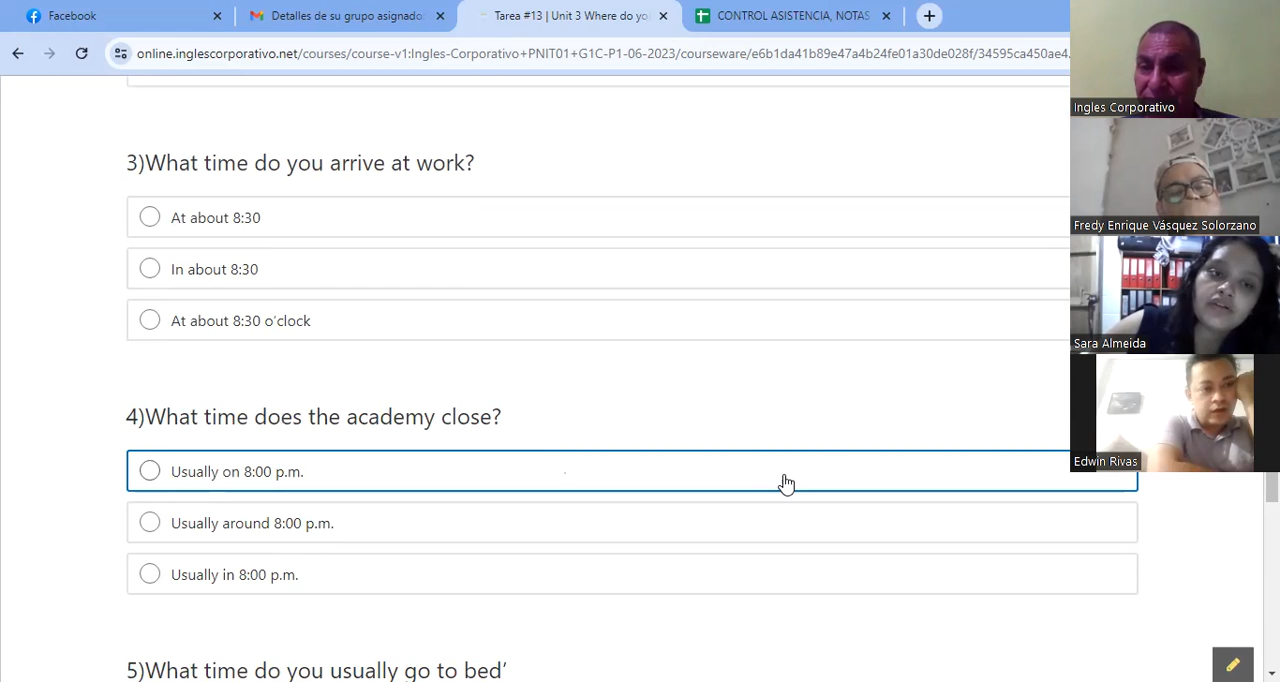 Facebook
Detalles de su grupo asignado
Tarea #13 | Unit 3 Where do yo
CONTROL ASISTENCIA, NOTAS
online.inglescorporativo.net/courses/course-v1:Ingles-Corporativo+PNIT01+G1C-P1-06-2023/courseware/e6b1da41b89e47a4b24fe01a30de028f/34595ca450ae4
3)What time do you arrive at work?
At about 8:30
In about 8:30
At about 8:30 o'clock
4)What time does the academy close?
Usually on 8:00 p.m.
Usually around 8:00 p.m.
Usually in 8:00 p.m.
5)What time do you usually go to bed'
Ingles Corporativo
Fredy Enrique Vásquez Solorzano
Sara Almeida
Edwin Rivas